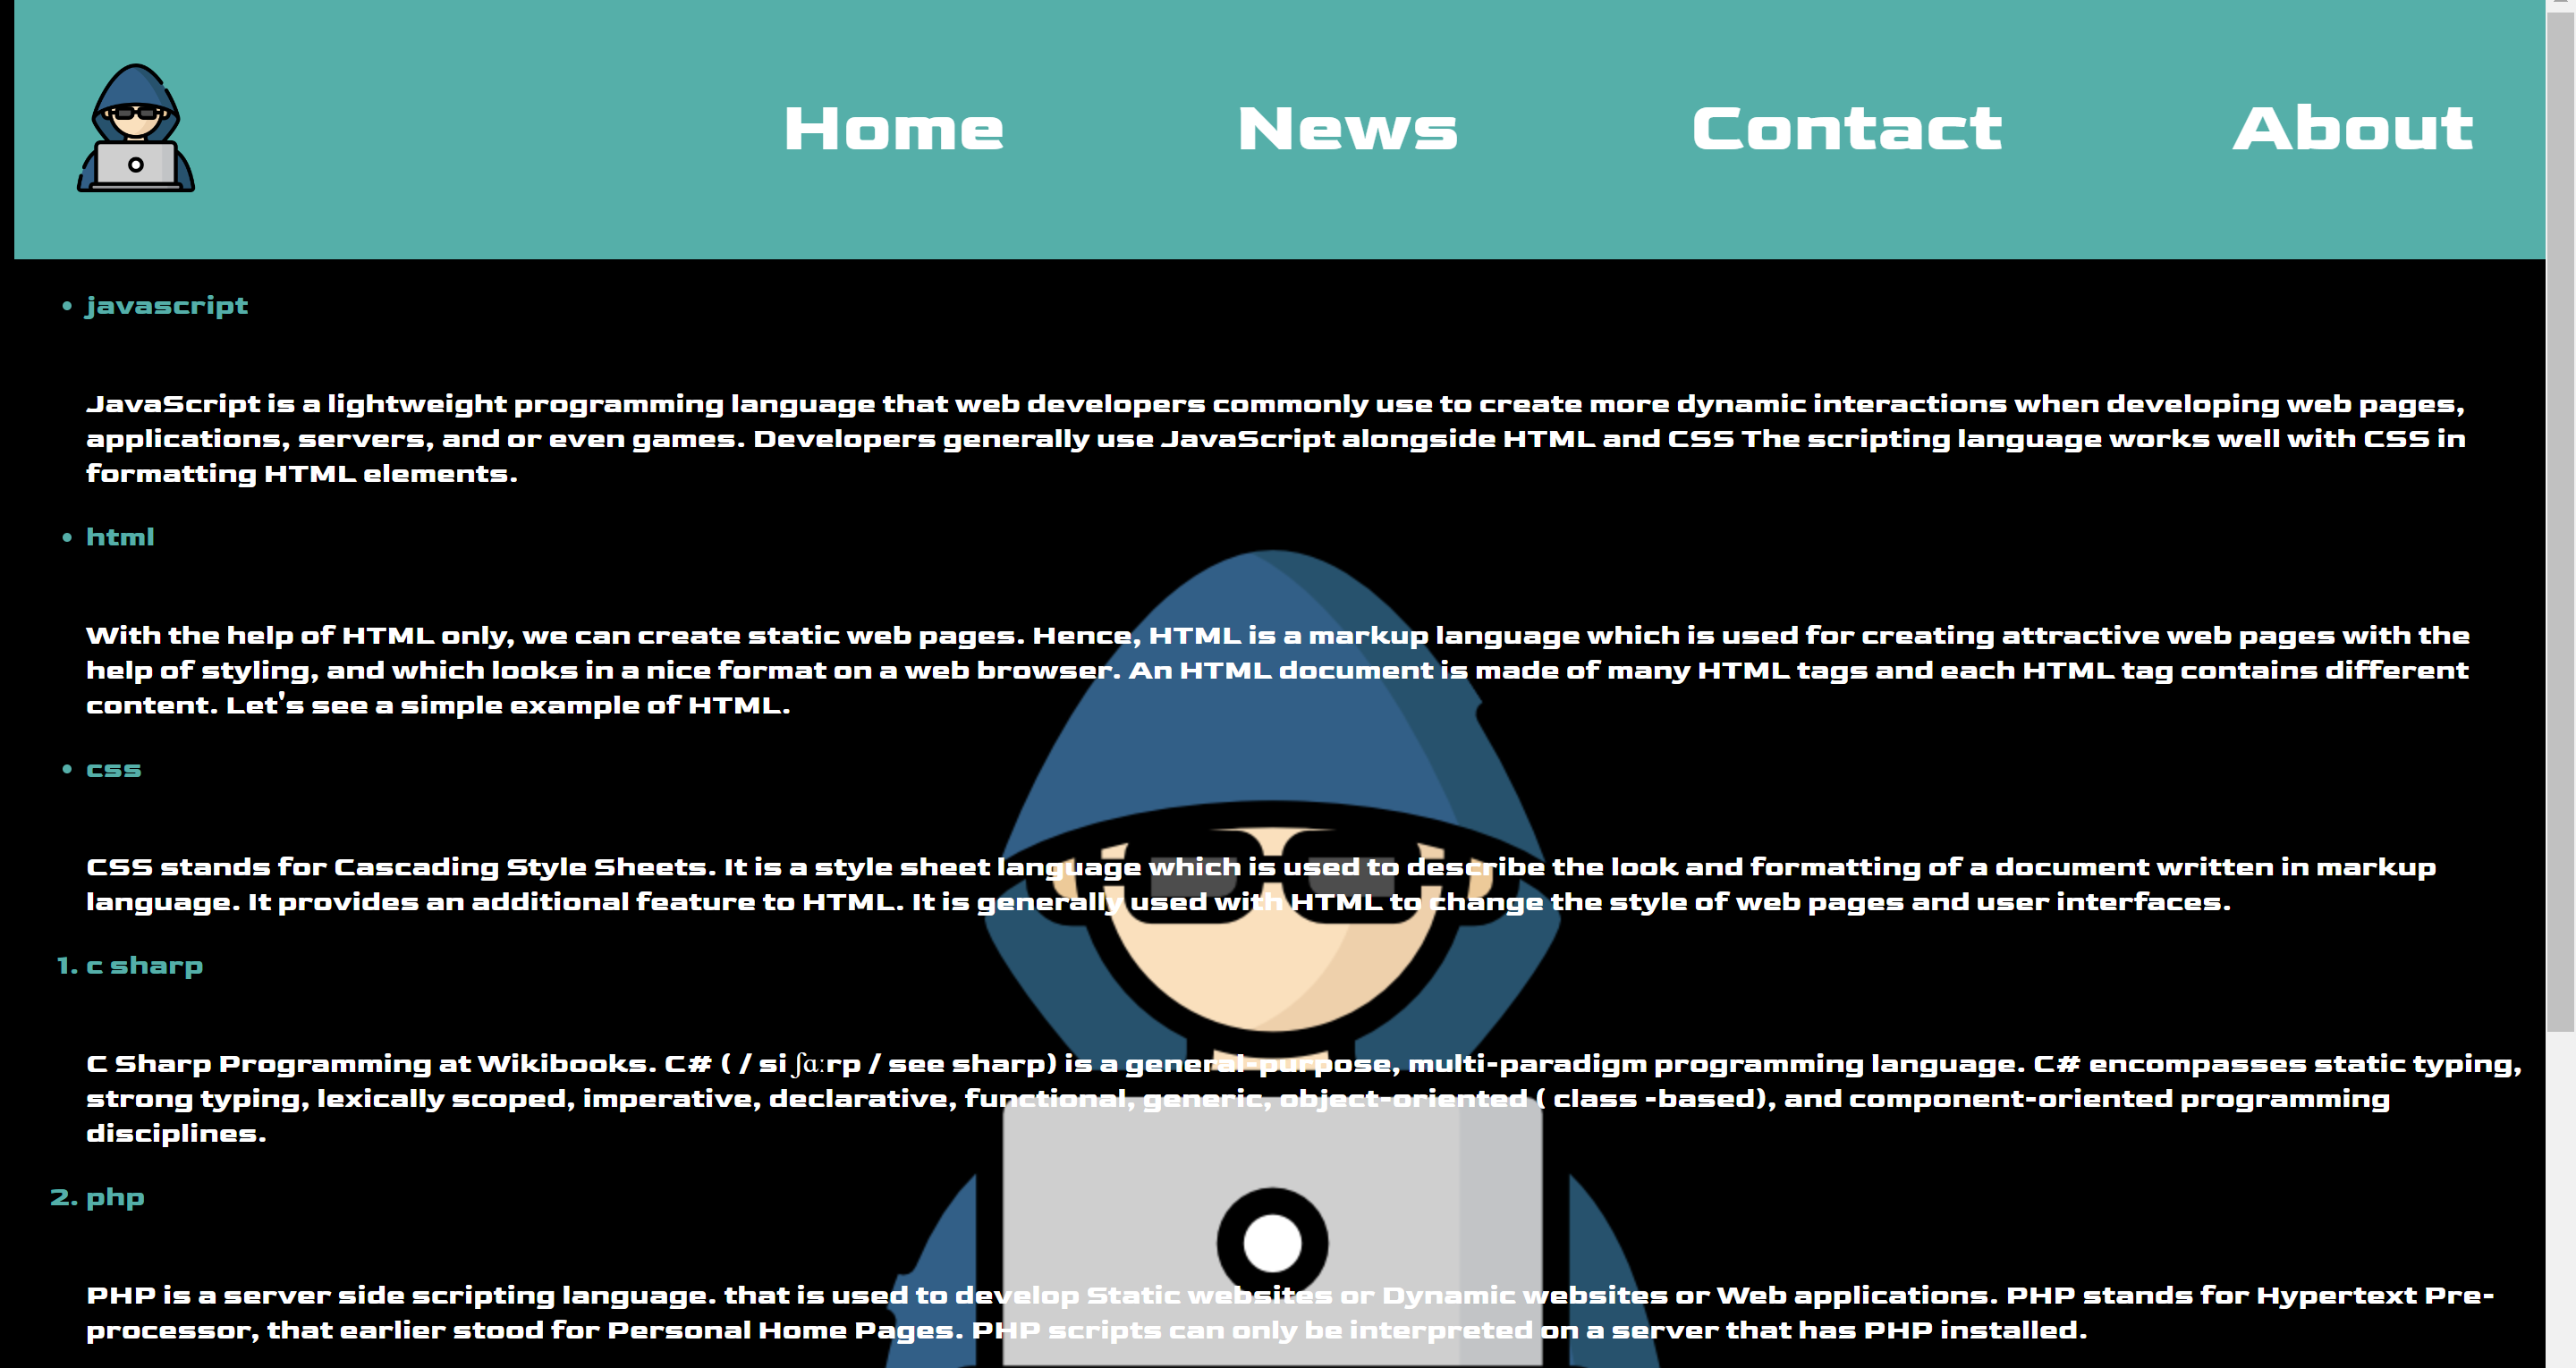 Home News Contact About
• javascript
JavaScript is a lightweight programming language that web developers commonly use to create more dynamic interactions when developing web pages,
applications, servers, and or even games. Developers generally use JavaScript alongside HTML and CSS The scripting language works well with CSS in
formatting HTML elements.
• html
With the help of HTML only, we can create static web pages. Hence, HTML is a markup language which is used for creating attractive web pages with the
help of styling, and which looks in a nice format on a web browser. An HTML document is made of many HTML tags and each HTML tag contains different
content. Let's see a simple example of HTML.
• css
CSS stands for Cascading Style Sheets. It is a style sheet language which is used to describe the look and formatting of a document written in markup
language. It provides an additional feature to HTML. It is generally used with HTML to change the style of web pages and user interfaces.
1. c sharp
C Sharp Programming at Wikibooks. C# ( / si ʃɑːrp / see sharp) is a general-purpose, multi-paradigm programming language. C# encompasses static typing,
strong typing, lexically scoped, imperative, declarative, functional, generic, object-oriented ( class -based), and component-oriented programming
disciplines.
2. php
PHP is a server side scripting language. that is used to develop Static websites or Dynamic websites or Web applications. PHP stands for Hypertext Pre-
processor, that earlier stood for Personal Home Pages. PHP scripts can only be interpreted on a server that has PHP installed.